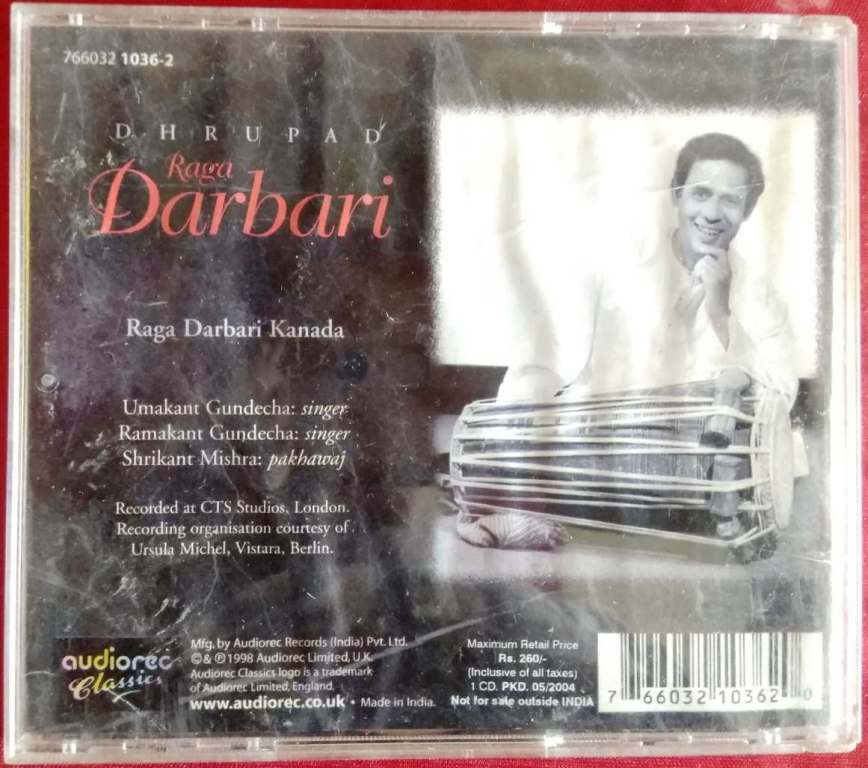 766032 1036-2
DHRUPAD
Raga
Darbari
Raga Darbari Kanada
Umakant Gundecha: singer
Ramakant Gundecha: singer
Shrikant Mishra: pakhawaj
Recorded at CTS Studios, London.
Recording organisation courtesy of
Ursula Michel, Vistara, Berlin.
audiorec
Classics
Mfg. by Audiorec Records (India) Pvt. Ltd.
© & ℗ 1998 Audiorec Limited, U.K.
Audiorec Classics logo is a trademark
of Audiorec Limited, England.
www.audiorec.co.uk • Made in India.
Maximum Retail Price
Rs. 260/-
(Inclusive of all taxes)
1 CD. PKD. 05/2004
Not for sale outside INDIA
7 66032 10362 0